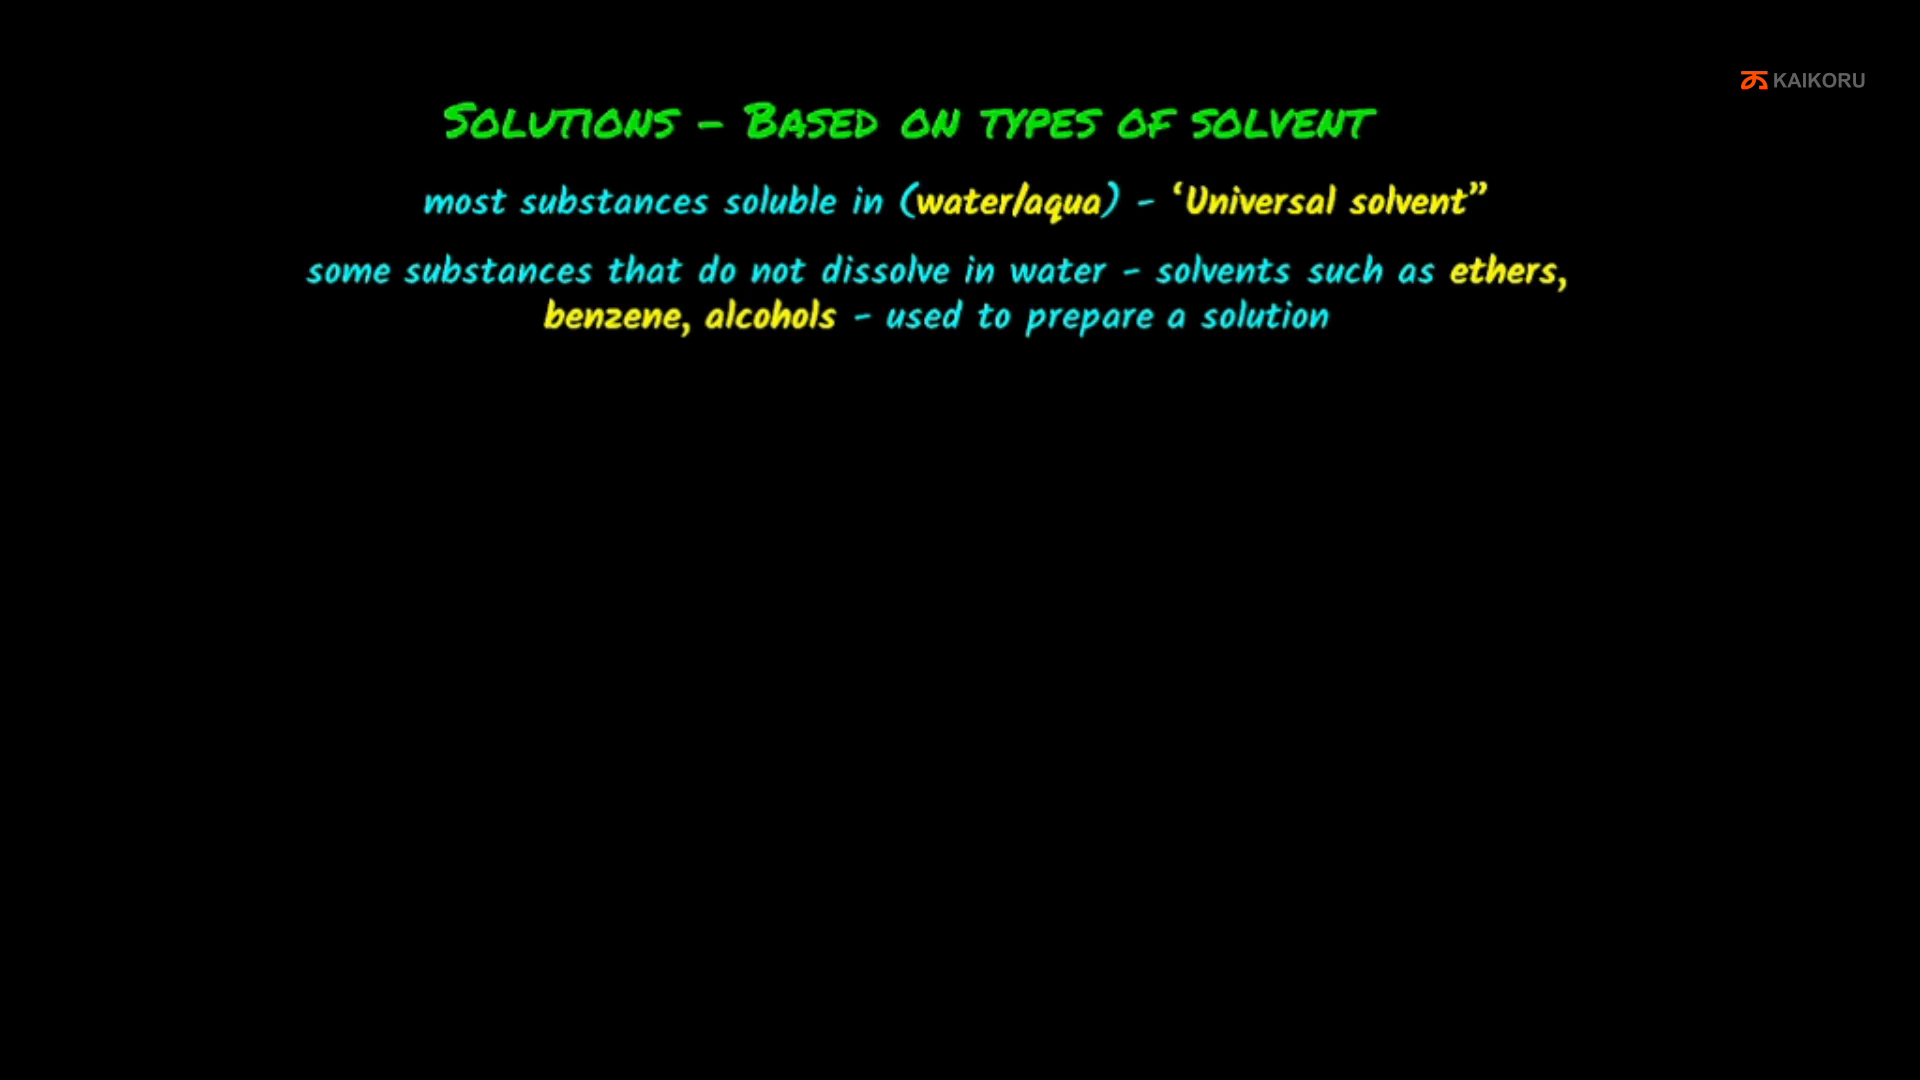 KAIKORU
SOLUTIONS - BASED ON TYPES OF SOLVENT
most substances soluble in (water/aqua) - ‘Universal solvent”
some substances that do not dissolve in water - solvents such as ethers,
benzene, alcohols - used to prepare a solution